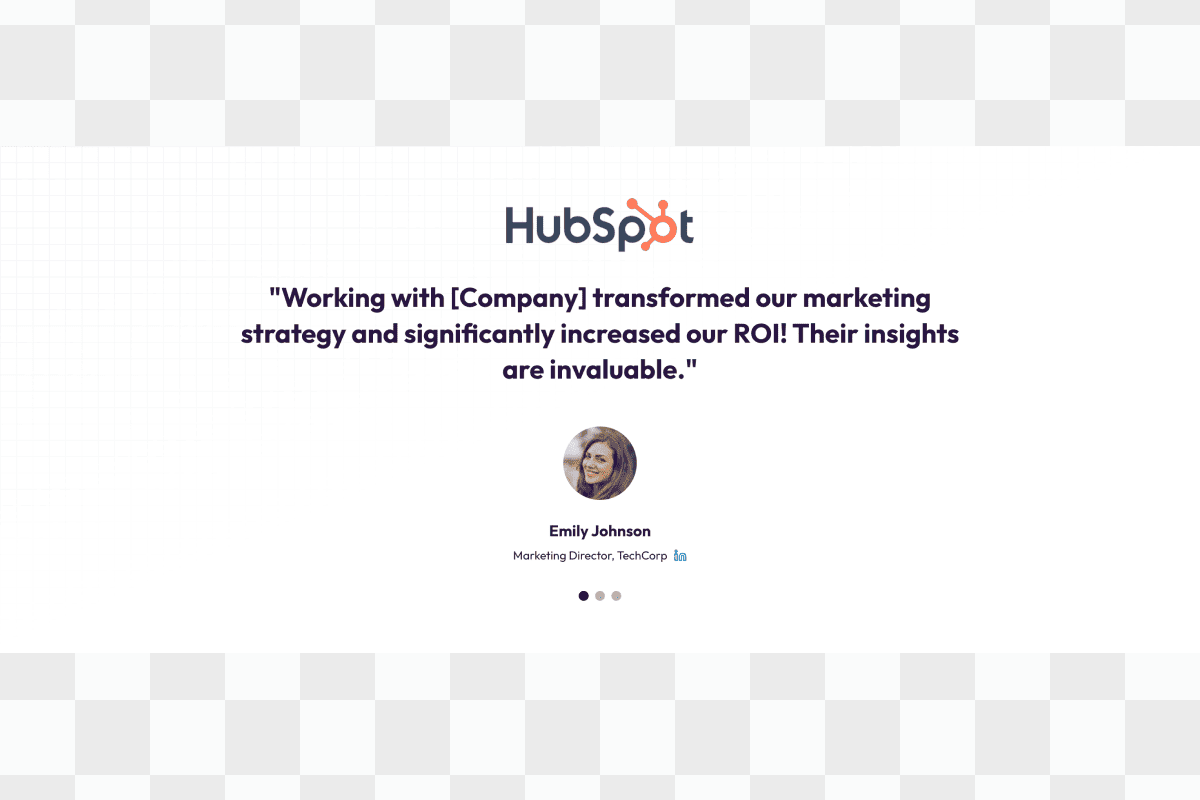 HubSpot
"Working with [Company] transformed our marketing
strategy and significantly increased our ROI! Their insights
are invaluable."
Emily Johnson
Marketing Director, TechCorp in